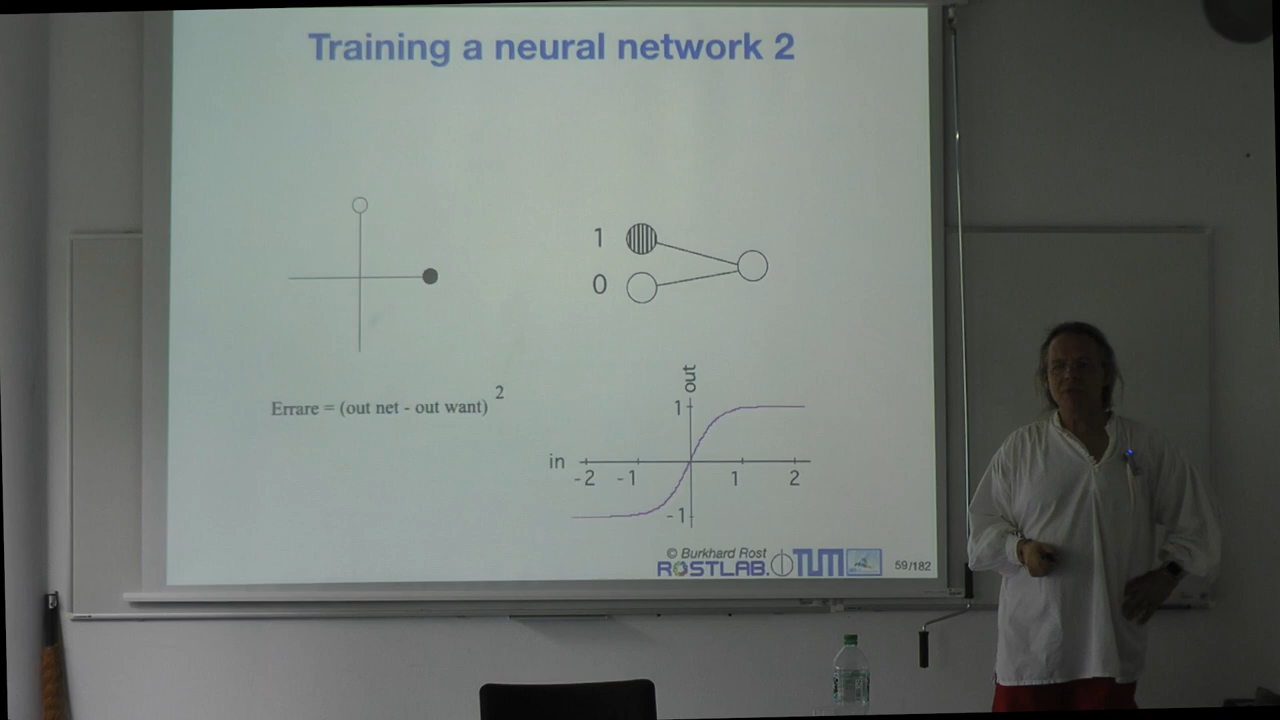 Training a neural network 2
1
0
Errare = (out net - out want) 2
out
1
in
-2 -1 1 2
-1
© Burkhard Rost
ROSTLAB. TUM 59/182